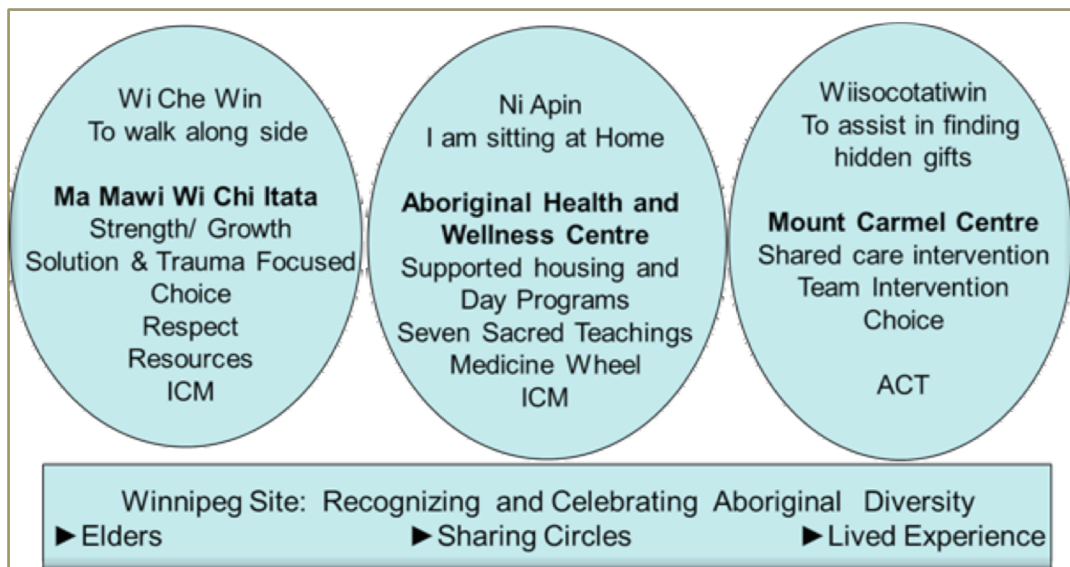 Wi Che Win
To walk along side
Ma Mawi Wi Chi Itata
Strength/ Growth
Solution & Trauma Focused
Choice
Respect
Resources
ICM
Ni Apin
I am sitting at Home
Aboriginal Health and
Wellness Centre
Supported housing and
Day Programs
Seven Sacred Teachings
Medicine Wheel
ICM
Wiisocotatiwin
To assist in finding
hidden gifts
Mount Carmel Centre
Shared care intervention
Team Intervention
Choice
ACT
Winnipeg Site: Recognizing and Celebrating Aboriginal Diversity
►Elders ►Sharing Circles ►Lived Experience